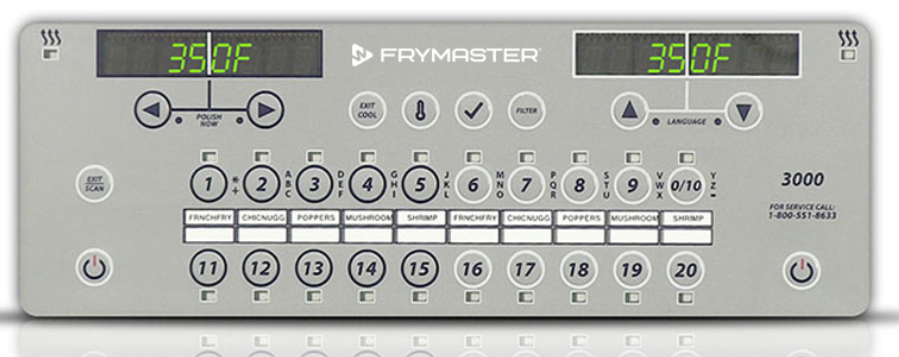 350F
FRYMASTER
350F
POLISH
NOW
EXIT
COOL
✓
FILTER
LANGUAGE
EXIT
SCAN
1 * + 2 A B C 3 D E F 4 G H I 5 J K L 6 M N O 7 P Q R 8 S T U 9 V W X 0/10 Y Z =
3000
FRNCHFRY CHICNUGG POPPERS MUSHROOM SHRIMP FRNCHFRY CHICNUGG POPPERS MUSHROOM SHRIMP
FOR SERVICE CALL:
1-800-551-8633
11 12 13 14 15 16 17 18 19 20